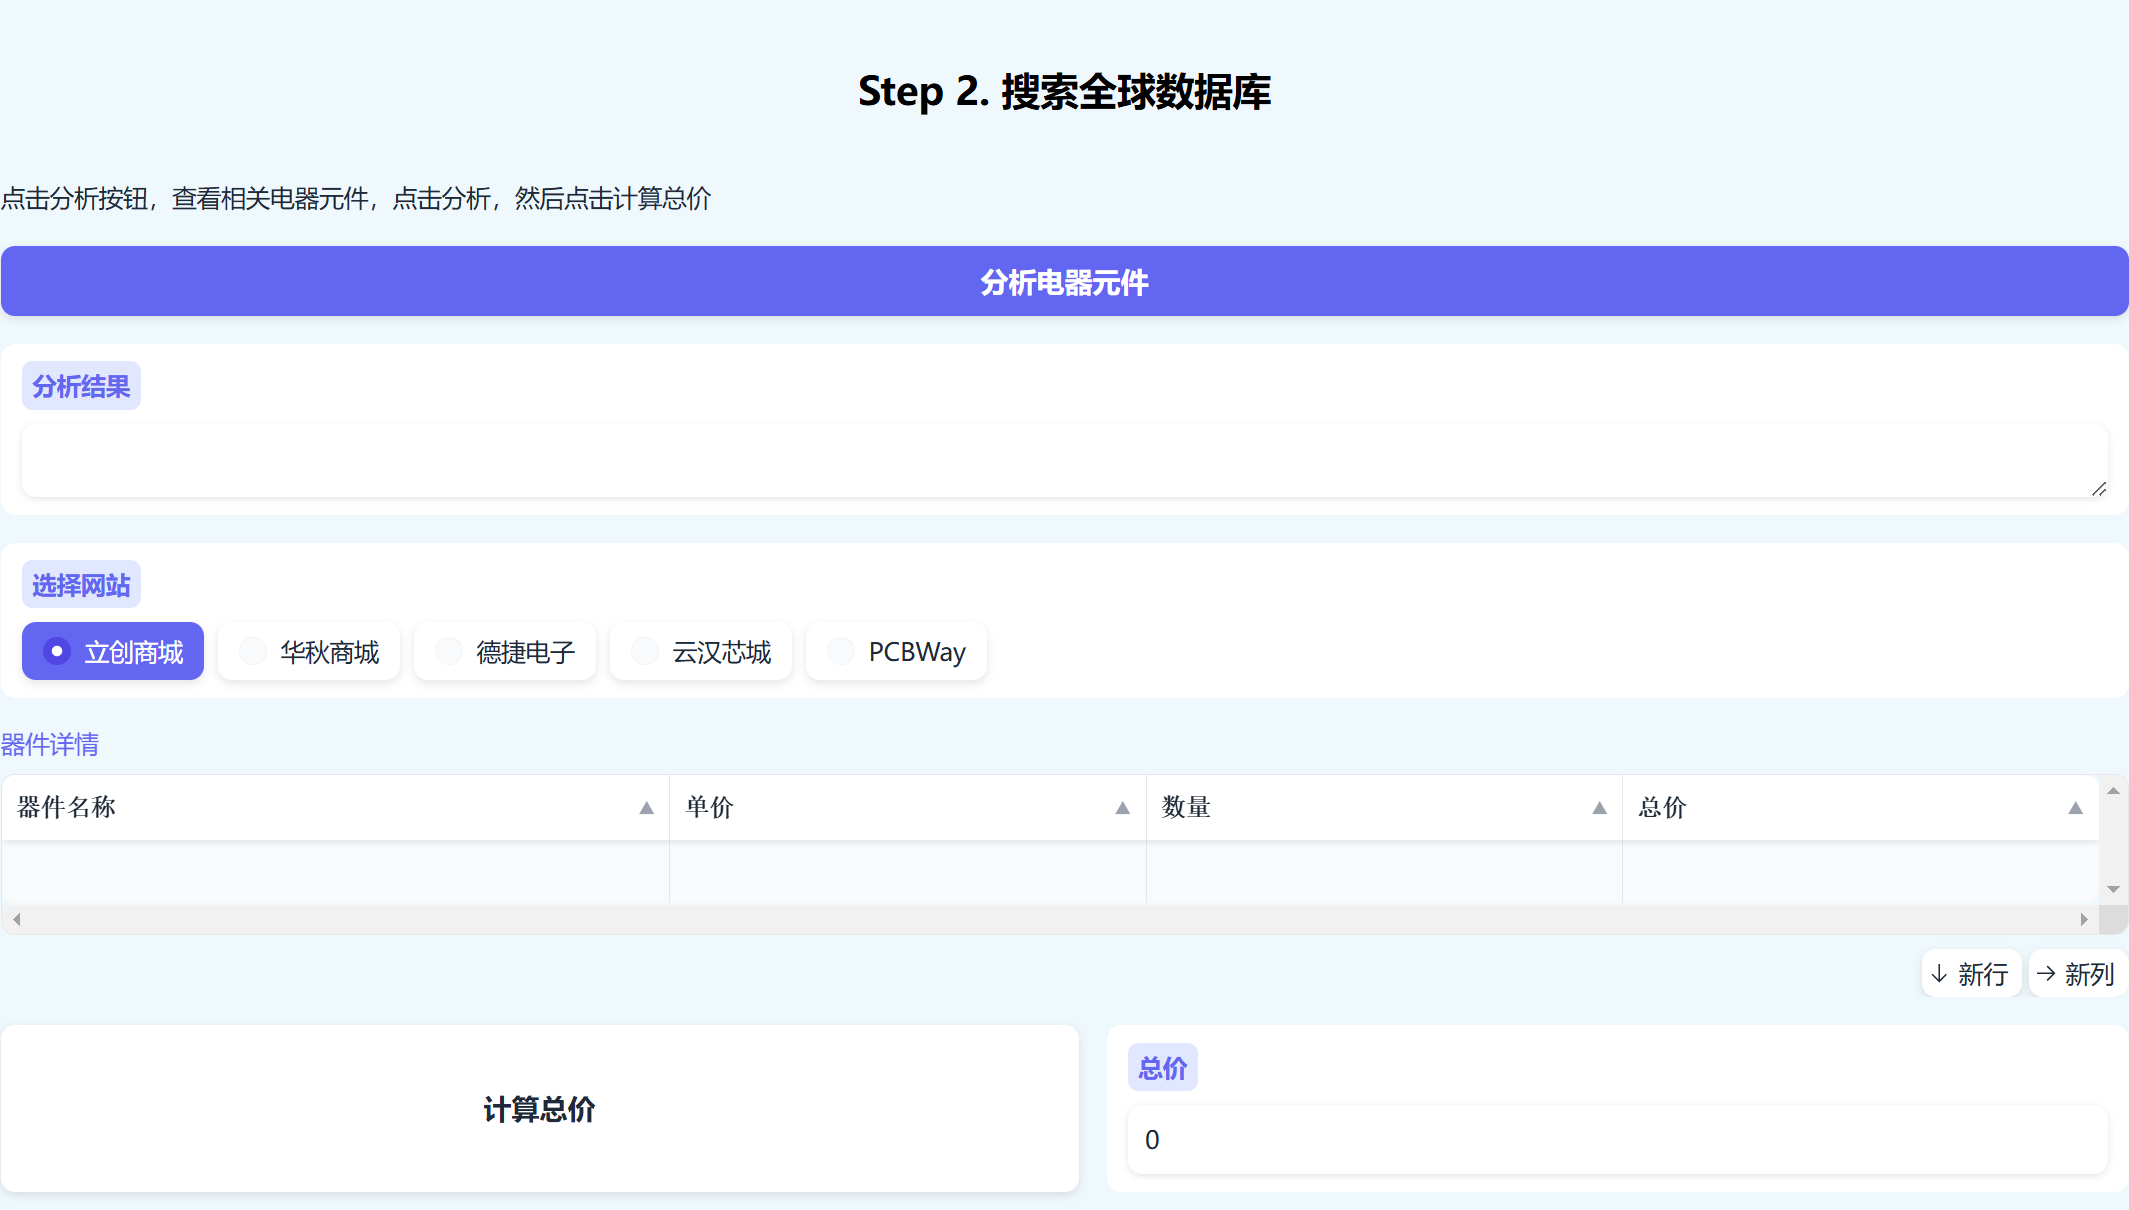 Step 2. 搜索全球数据库
点击分析按钮，查看相关电器元件，点击分析，然后点击计算总价
分析电器元件
分析结果
选择网站
立创商城 华秋商城 德捷电子 云汉芯城 PCBWay
器件详情
器件名称 单价 数量 总价
新行 新列
计算总价
总价
0